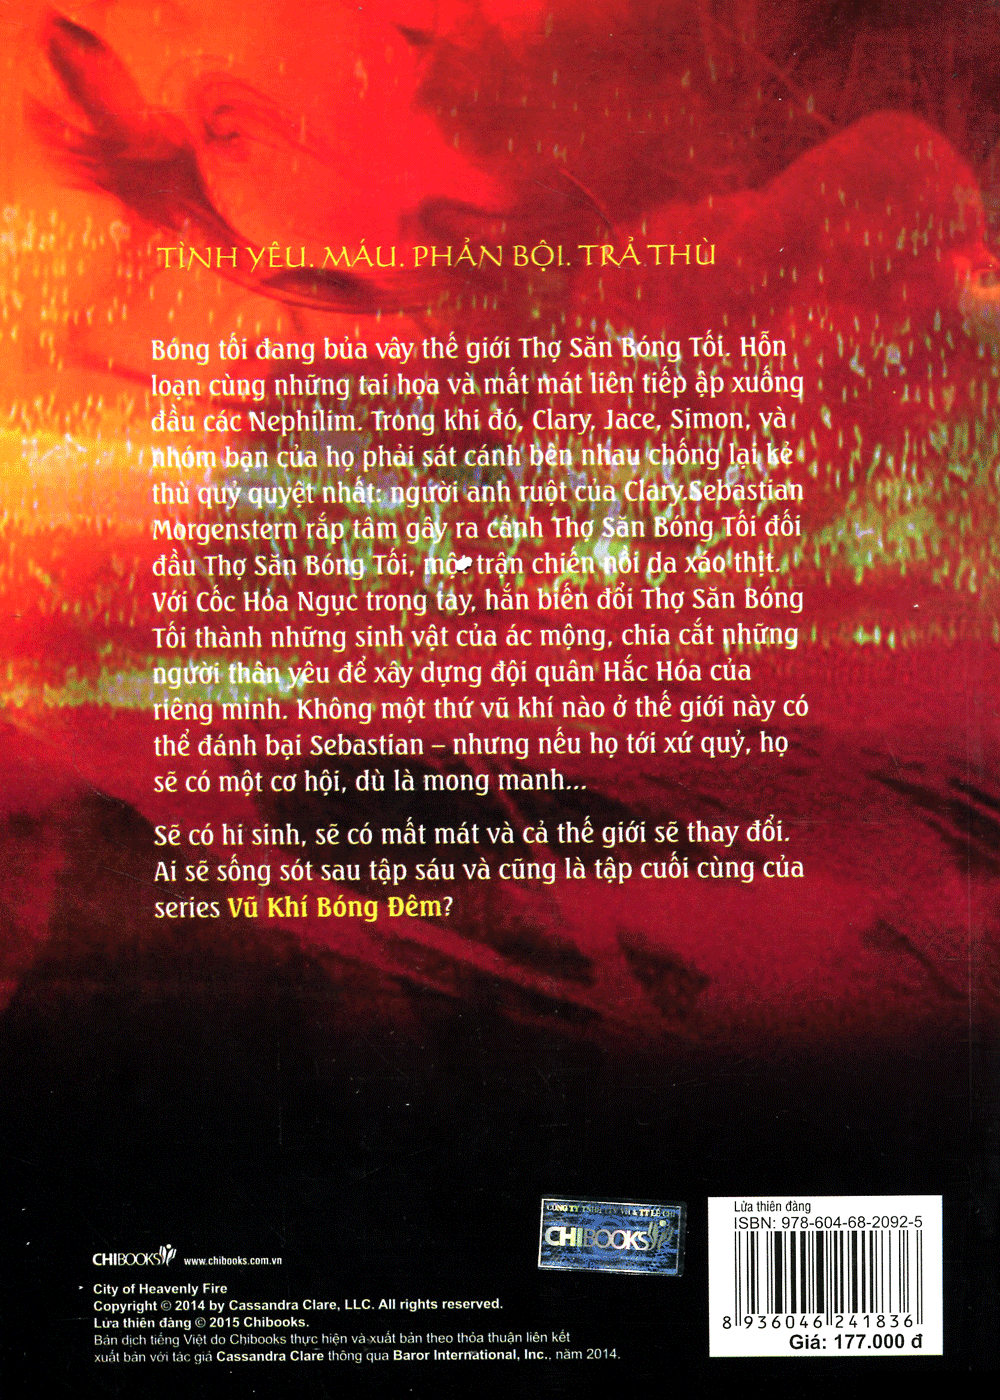 TÌNH YÊU. MÁU. PHẢN BỘI. TRẢ THÙ
Bóng tối đang bủa vây thế giới Thợ Săn Bóng Tối. Hỗn
loạn cùng những tai họa và mất mát liên tiếp ập xuống
đầu các Nephilim. Trong khi đó, Clary, Jace, Simon, và
nhóm bạn của họ phải sát cánh bên nhau chống lại kẻ
thù quỷ quyệt nhất: người anh ruột của Clary.Sebastian
Morgenstern rắp tâm gây ra cảnh Thợ Săn Bóng Tối đối
đầu Thợ Săn Bóng Tối, một trận chiến nồi da xáo thịt.
Với Cốc Hỏa Ngục trong tay, hắn biến đổi Thợ Săn Bóng
Tối thành những sinh vật của ác mộng, chia cắt những
người thân yêu để xây dựng đội quân Hắc Hóa của
riêng mình. Không một thứ vũ khí nào ở thế giới này có
thể đánh bại Sebastian – nhưng nếu họ tới xứ quỷ, họ
sẽ có một cơ hội, dù là mong manh...
Sẽ có hi sinh, sẽ có mất mát và cả thế giới sẽ thay đổi.
Ai sẽ sống sót sau tập sáu và cũng là tập cuối cùng của
series Vũ Khí Bóng Đêm?
CÔNG TY TNHH TTV VH & TT LỆ CHI
CHIBOOKS
Lửa thiên đàng
ISBN: 978-604-68-2092-5
8 936046 241836
Giá: 177.000 đ
CHIBOOKS www.chibooks.com.vn
City of Heavenly Fire
Copyright © 2014 by Cassandra Clare, LLC. All rights reserved.
Lửa thiên đàng © 2015 Chibooks.
Bản dịch tiếng Việt do Chibooks thực hiện và xuất bản theo thỏa thuận liên kết
xuất bản với tác giả Cassandra Clare thông qua Baror International, Inc., năm 2014.